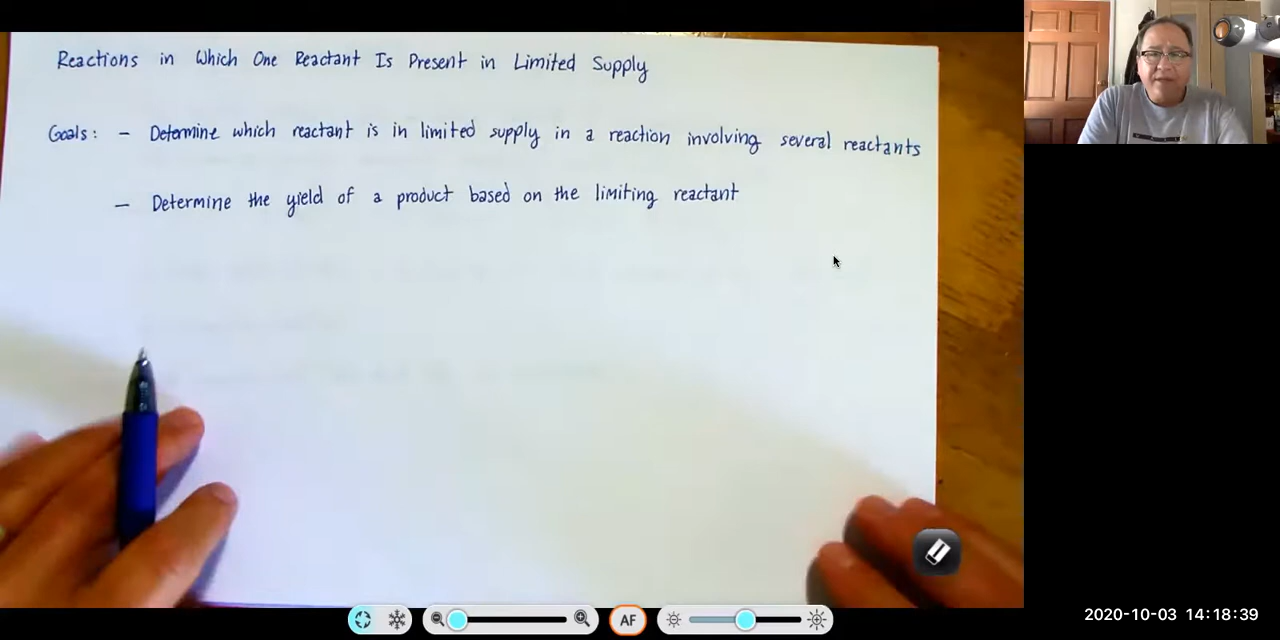 Reactions in Which One Reactant Is Present in Limited Supply
Goals: - Determine which reactant is in limited supply in a reaction involving several reactants
- Determine the yield of a product based on the limiting reactant
AF
2020-10-03 14:18:39